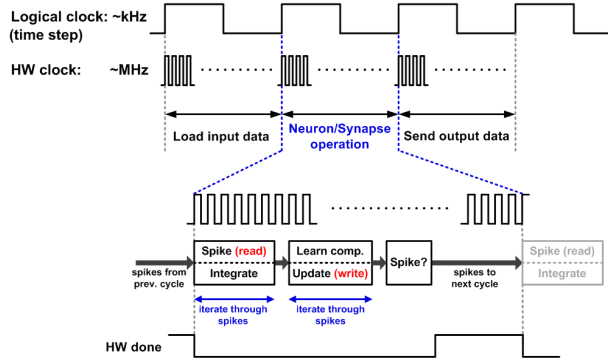 Logical clock: ~kHz
(time step)
HW clock: ~MHz
Load input data
Neuron/Synapse
operation
Send output data
Spike (read)
Integrate
Learn comp.
Update (write)
Spike?
Spike (read)
Integrate
spikes from
prev. cycle
spikes to
next cycle
iterate through
spikes
iterate through
spikes
HW done